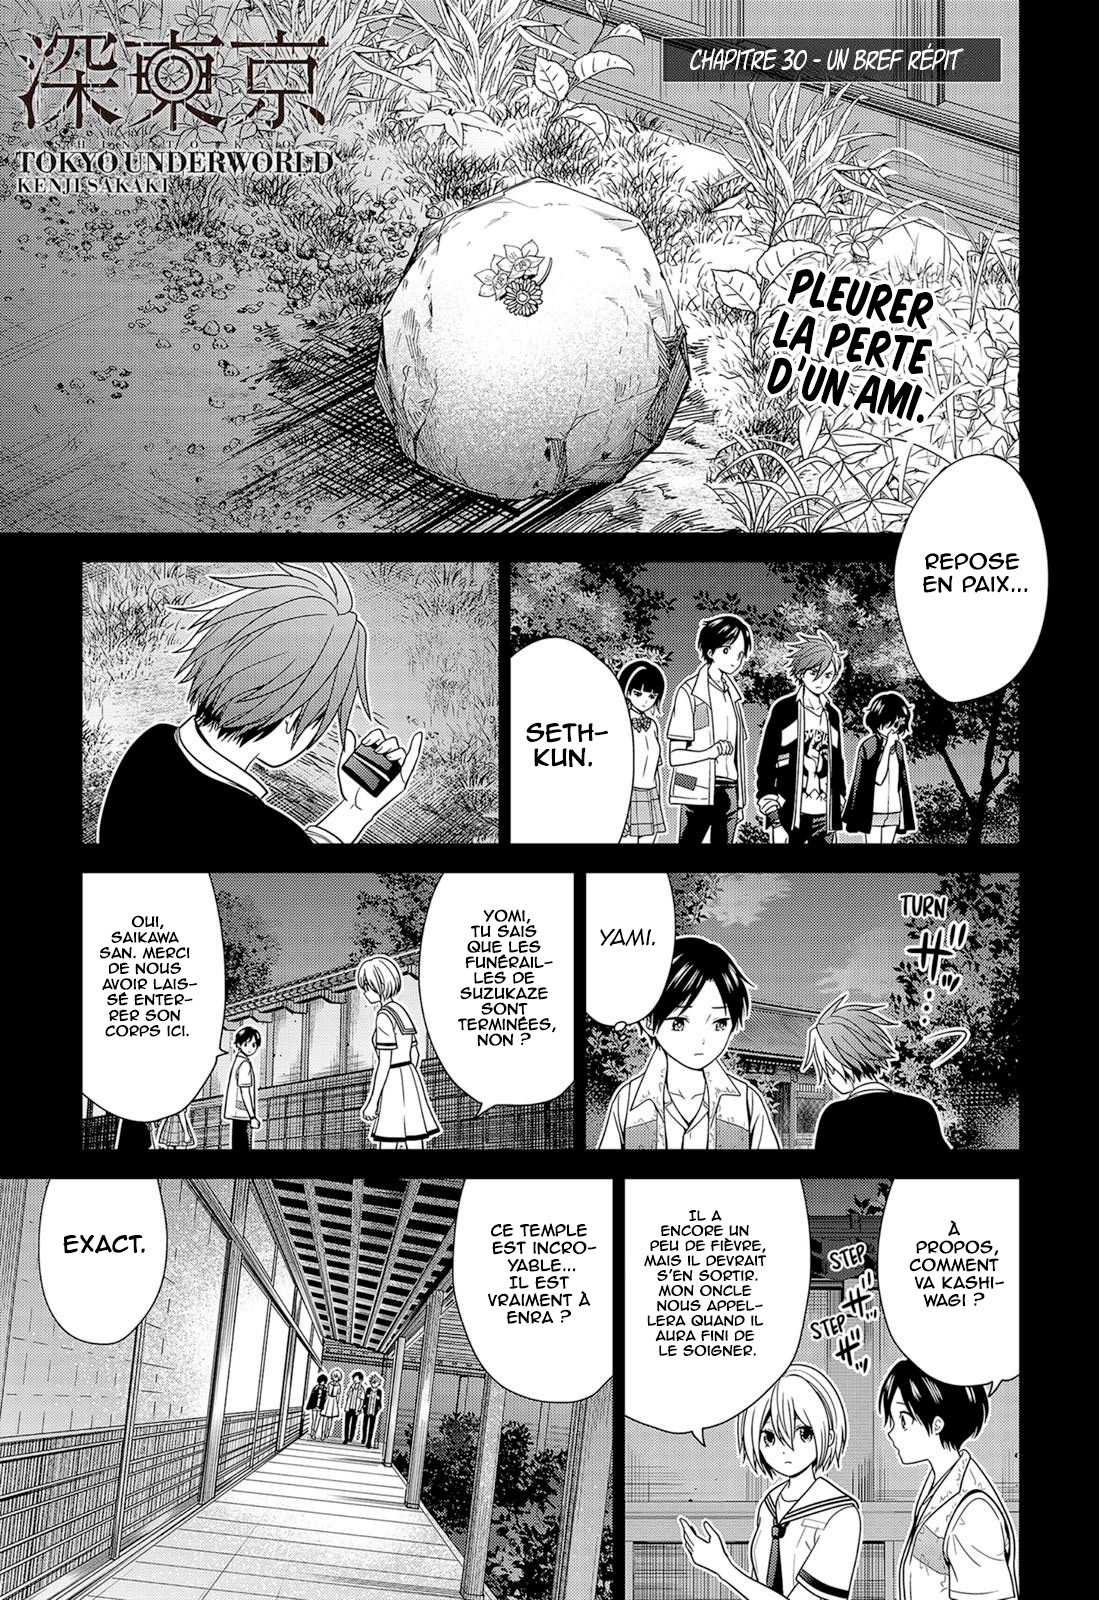 深東京
TOKYO UNDERWORLD
KENJI SAKAKI
CHAPITRE 30 - UN BREF RÉPIT
PLEURER
LA PERTE
D'UN AMI.
REPOSE
EN PAIX...
SETH-
KUN.
TURN
YAMI.
YOMI,
TU SAIS
QUE LES
FUNÉRAIL-
LES DE
SUZUKAZE
SONT
TERMINÉES,
NON ?
OUI,
SAIKAWA
SAN. MERCI
DE NOUS
AVOIR LAIS-
SÉ ENTER-
RER SON
CORPS ICI.
À
PROPOS,
COMMENT
VA KASHI-
WAGI ?
STEP
STEP
IL A
ENCORE UN
PEU DE FIÈVRE,
MAIS IL DEVRAIT
S'EN SORTIR.
MON ONCLE
NOUS APPEL-
LERA QUAND IL
AURA FINI DE
LE SOIGNER.
CE TEMPLE
EST INCRO-
YABLE...
IL EST
VRAIMENT À
ENRA ?
EXACT.